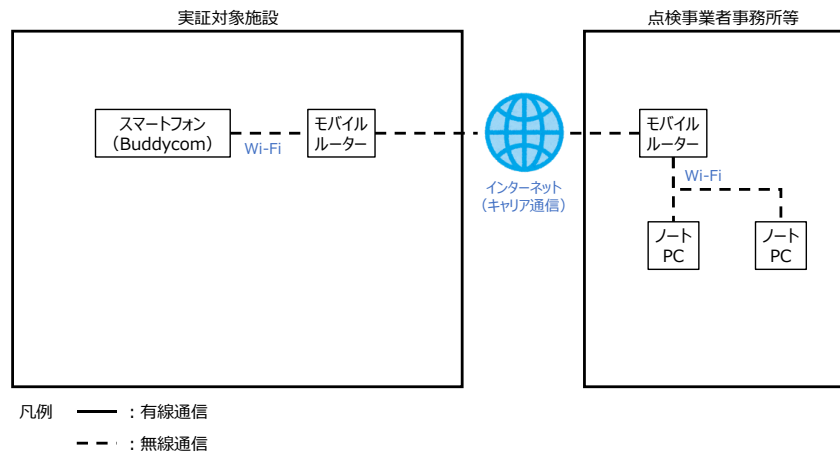 実証対象施設
点検事業者事務所等
スマートフォン
（Buddycom）
Wi-Fi
モバイル
ルーター
インターネット
（キャリア通信）
モバイル
ルーター
Wi-Fi
ノート
PC
ノート
PC
凡例
：有線通信
：無線通信